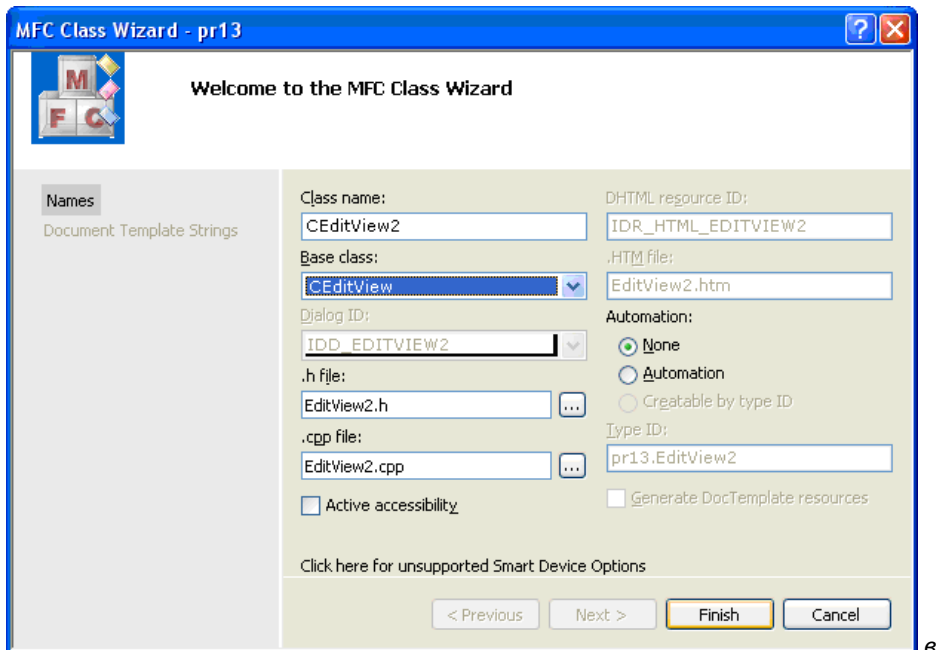 MFC Class Wizard - pr13
M
F C
Welcome to the MFC Class Wizard
Names
Document Template Strings
Class name:
CEditView2
Base class:
CEditView
Dialog ID:
IDD_EDITVIEW2
.h file:
EditView2.h
...
.cpp file:
EditView2.cpp
...
Active accessibility
DHTML resource ID:
IDR_HTML_EDITVIEW2
.HTM file:
EditView2.htm
Automation:
None
Automation
Creatable by type ID
Type ID:
pr13.EditView2
Generate DocTemplate resources
Click here for unsupported Smart Device Options
< Previous
Next >
Finish
Cancel
в